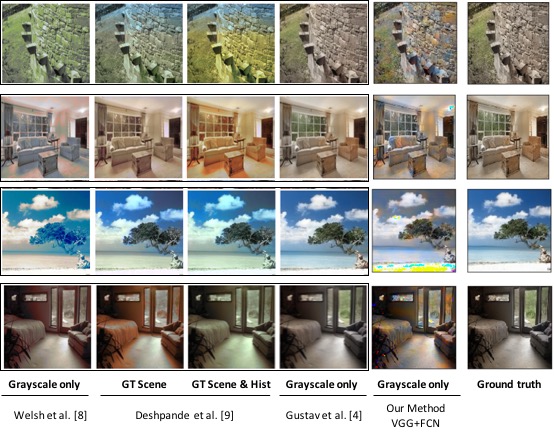 Grayscale only GT Scene GT Scene & Hist Grayscale only Grayscale only Ground truth
Welsh et al. [8] Deshpande et al. [9] Gustav et al. [4] Our Method
VGG+FCN